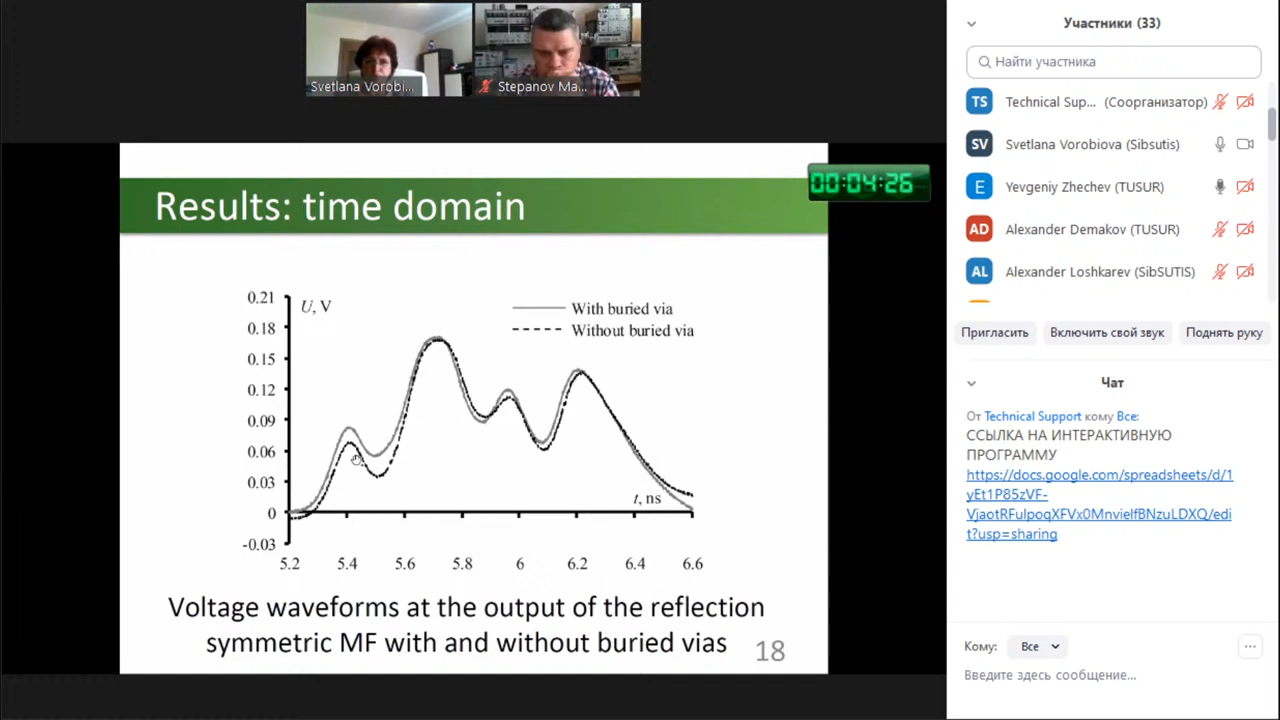 Svetlana Vorobi...
Stepanov Ma...
00:04:26
Results: time domain
U, V
With buried via
Without buried via
0.21
0.18
0.15
0.12
0.09
0.06
0.03
0
-0.03
t, ns
5.2 5.4 5.6 5.8 6 6.2 6.4 6.6
Voltage waveforms at the output of the reflection
symmetric MF with and without buried vias
18
Участники (33)
Найти участника
TS Technical Sup... (Соорганизатор)
SV Svetlana Vorobiova (Sibsutis)
E Yevgeniy Zhechev (TUSUR)
AD Alexander Demakov (TUSUR)
AL Alexander Loshkarev (SibSUTIS)
Пригласить Включить свой звук Поднять руку
Чат
От Technical Support кому Все:
ССЫЛКА НА ИНТЕРАКТИВНУЮ
ПРОГРАММУ
https://docs.google.com/spreadsheets/d/1
yEt1P85zVF-
VjaotRFulpoqXFVx0MnvielfBNzuLDXQ/edi
t?usp=sharing
Кому: Все
Введите здесь сообщение...